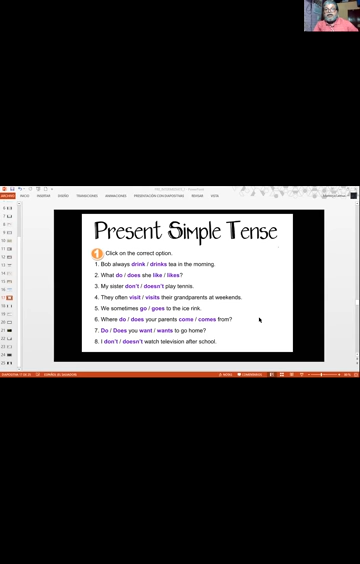 ARCHIVO INICIO INSERTAR DISEÑO TRANSICIONES ANIMACIONES PRESENTACIÓN CON DIAPOSITIVAS REVISAR VISTA
Present Simple Tense
1 Click on the correct option.
1. Bob always drink / drinks tea in the morning.
2. What do / does she like / likes?
3. My sister don't / doesn't play tennis.
4. They often visit / visits their grandparents at weekends.
5. We sometimes go / goes to the ice rink.
6. Where do / does your parents come / comes from?
7. Do / Does you want / wants to go home?
8. I don't / doesn't watch television after school.